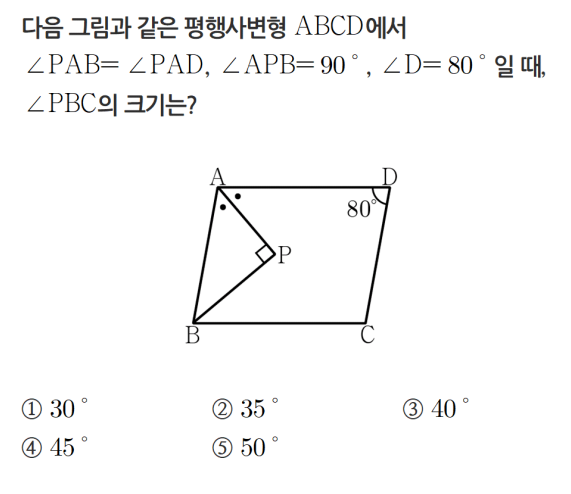 다음 그림과 같은 평행사변형 ABCD에서
∠PAB= ∠PAD, ∠APB=90°, ∠D=80°일 때,
∠PBC의 크기는?
A D
80°
P
B C
① 30° ② 35° ③ 40°
④ 45° ⑤ 50°